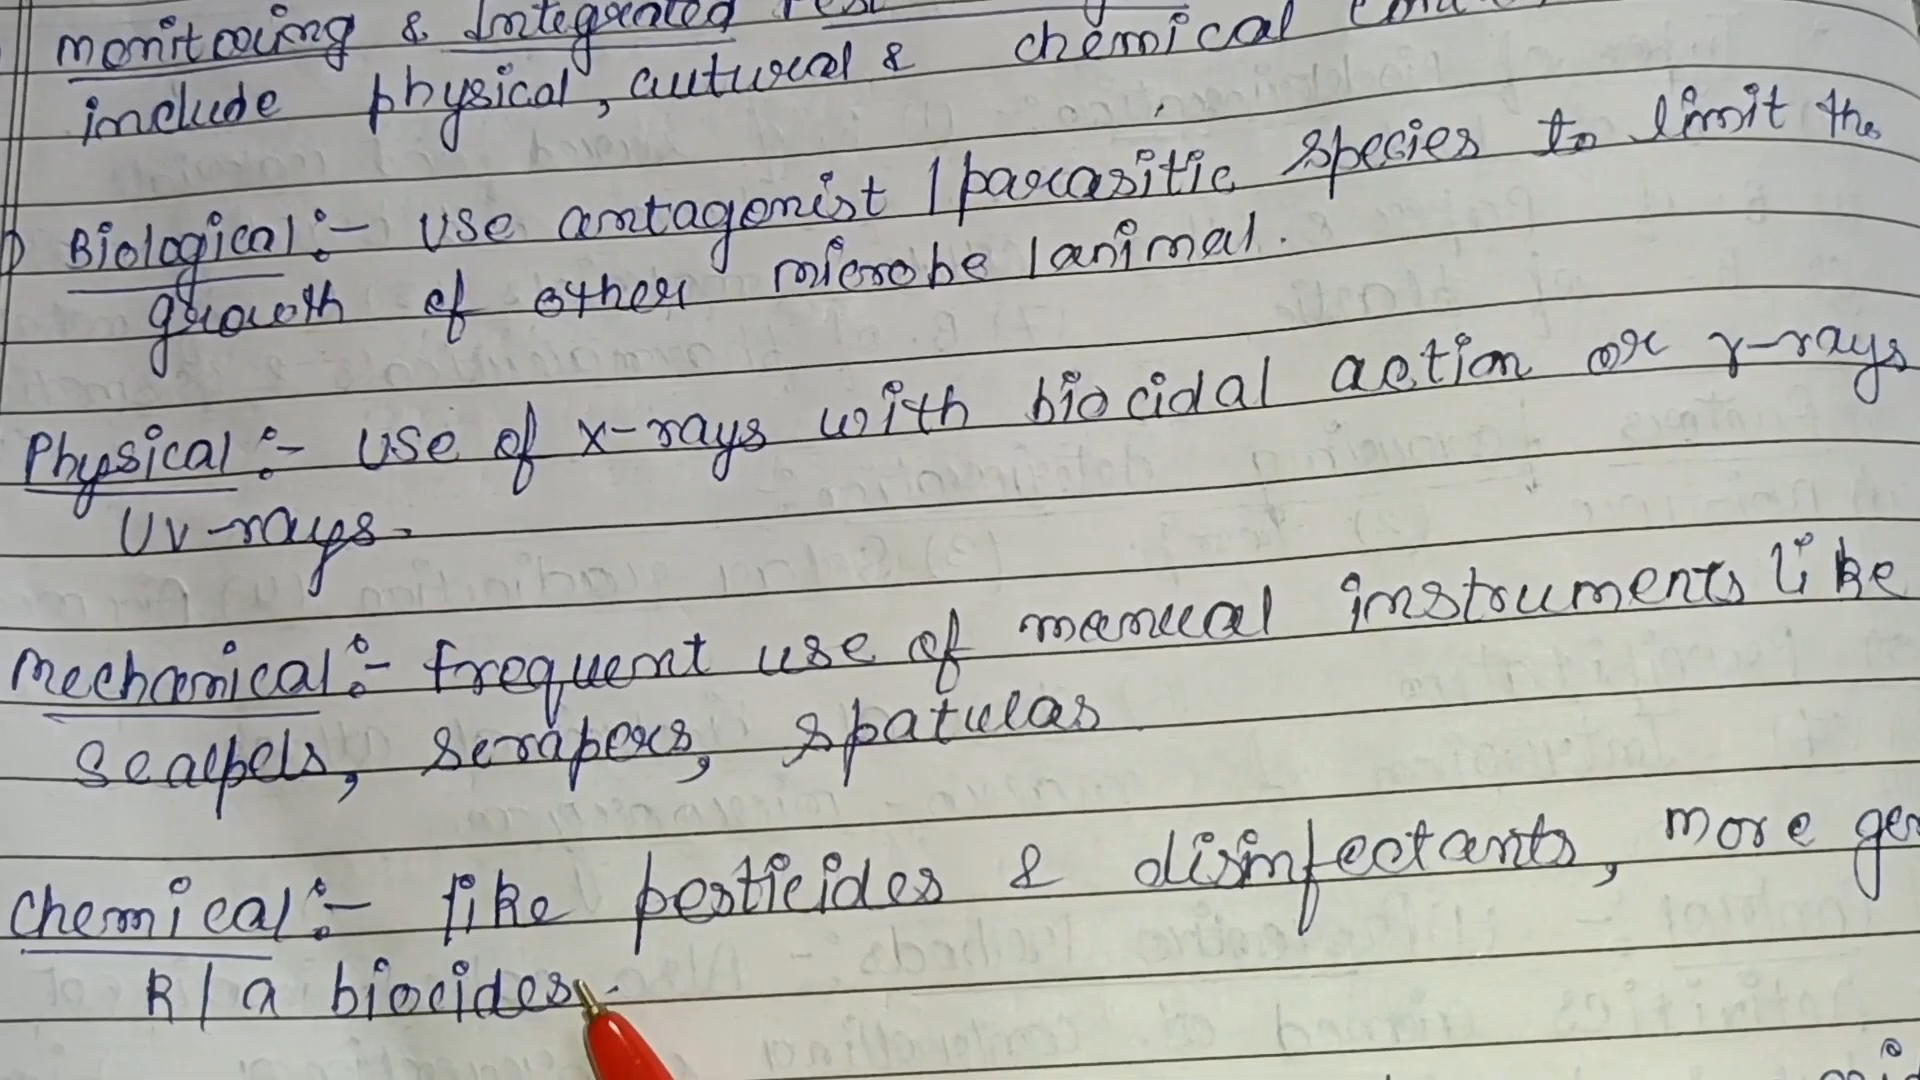 monitoring & Integrated
include physical, cultural & chemical
Biological :- Use antagonist / parasitic species to limit the
growth of other microbe / animal.
Physical :- Use of x-rays with biocidal action or γ-rays
UV-rays.
Mechanical :- frequent use of manual instruments like
Scalpels, Scrapers, spatulas
Chemical :- like pesticides & disinfectants, more
k/a biocides.